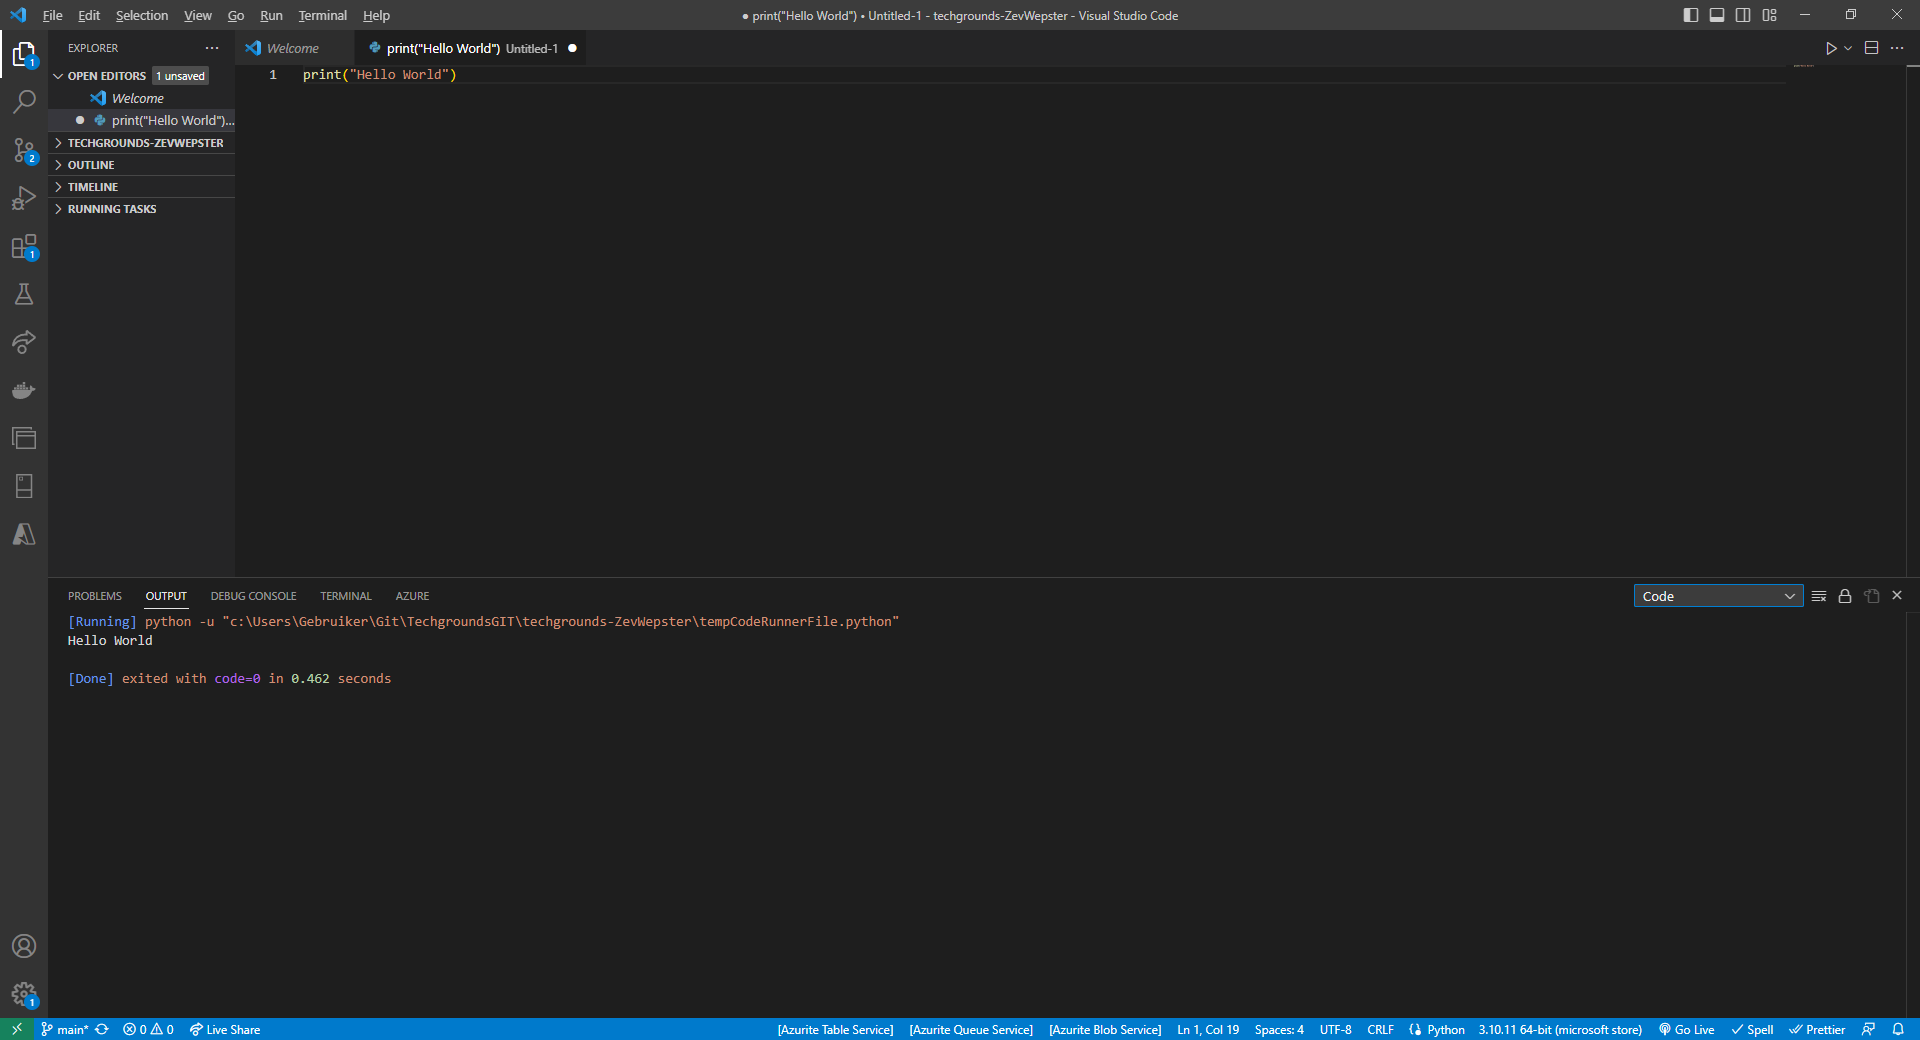 File Edit Selection View Go Run Terminal Help
● print("Hello World") • Untitled-1 - techgrounds-ZevWepster - Visual Studio Code
EXPLORER
Welcome
print("Hello World") Untitled-1
OPEN EDITORS 1 unsaved
Welcome
print("Hello World")...
TECHGROUNDS-ZEVWEPSTER
OUTLINE
TIMELINE
RUNNING TASKS
1
2
1
1 print("Hello World")
PROBLEMS OUTPUT DEBUG CONSOLE TERMINAL AZURE
Code
[Running] python -u "c:\Users\Gebruiker\Git\TechgroundsGIT\techgrounds-ZevWepster\tempCodeRunnerFile.python"
Hello World
[Done] exited with code=0 in 0.462 seconds
1
main* 0 0 Live Share
[Azurite Table Service] [Azurite Queue Service] [Azurite Blob Service] Ln 1, Col 19 Spaces: 4 UTF-8 CRLF Python 3.10.11 64-bit (microsoft store) Go Live Spell Prettier